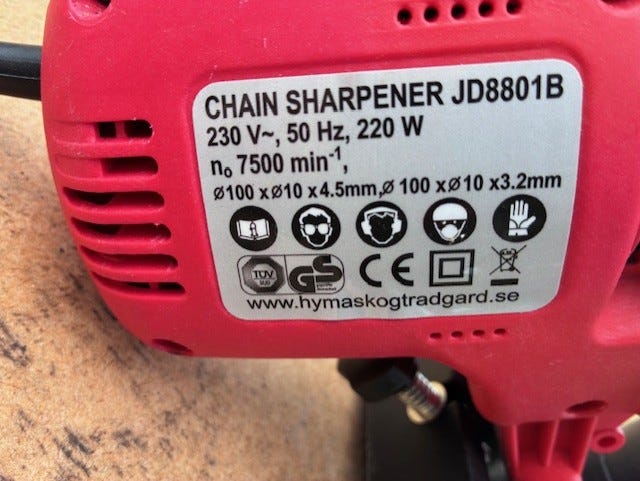 CHAIN SHARPENER JD8801B
230 V~, 50 Hz, 220 W
n₀ 7500 min⁻¹,
ø100 xø10 x4.5mm,ø 100 xø10 x3.2mm
TÜV GS CE
www.hymaskogtradgard.se